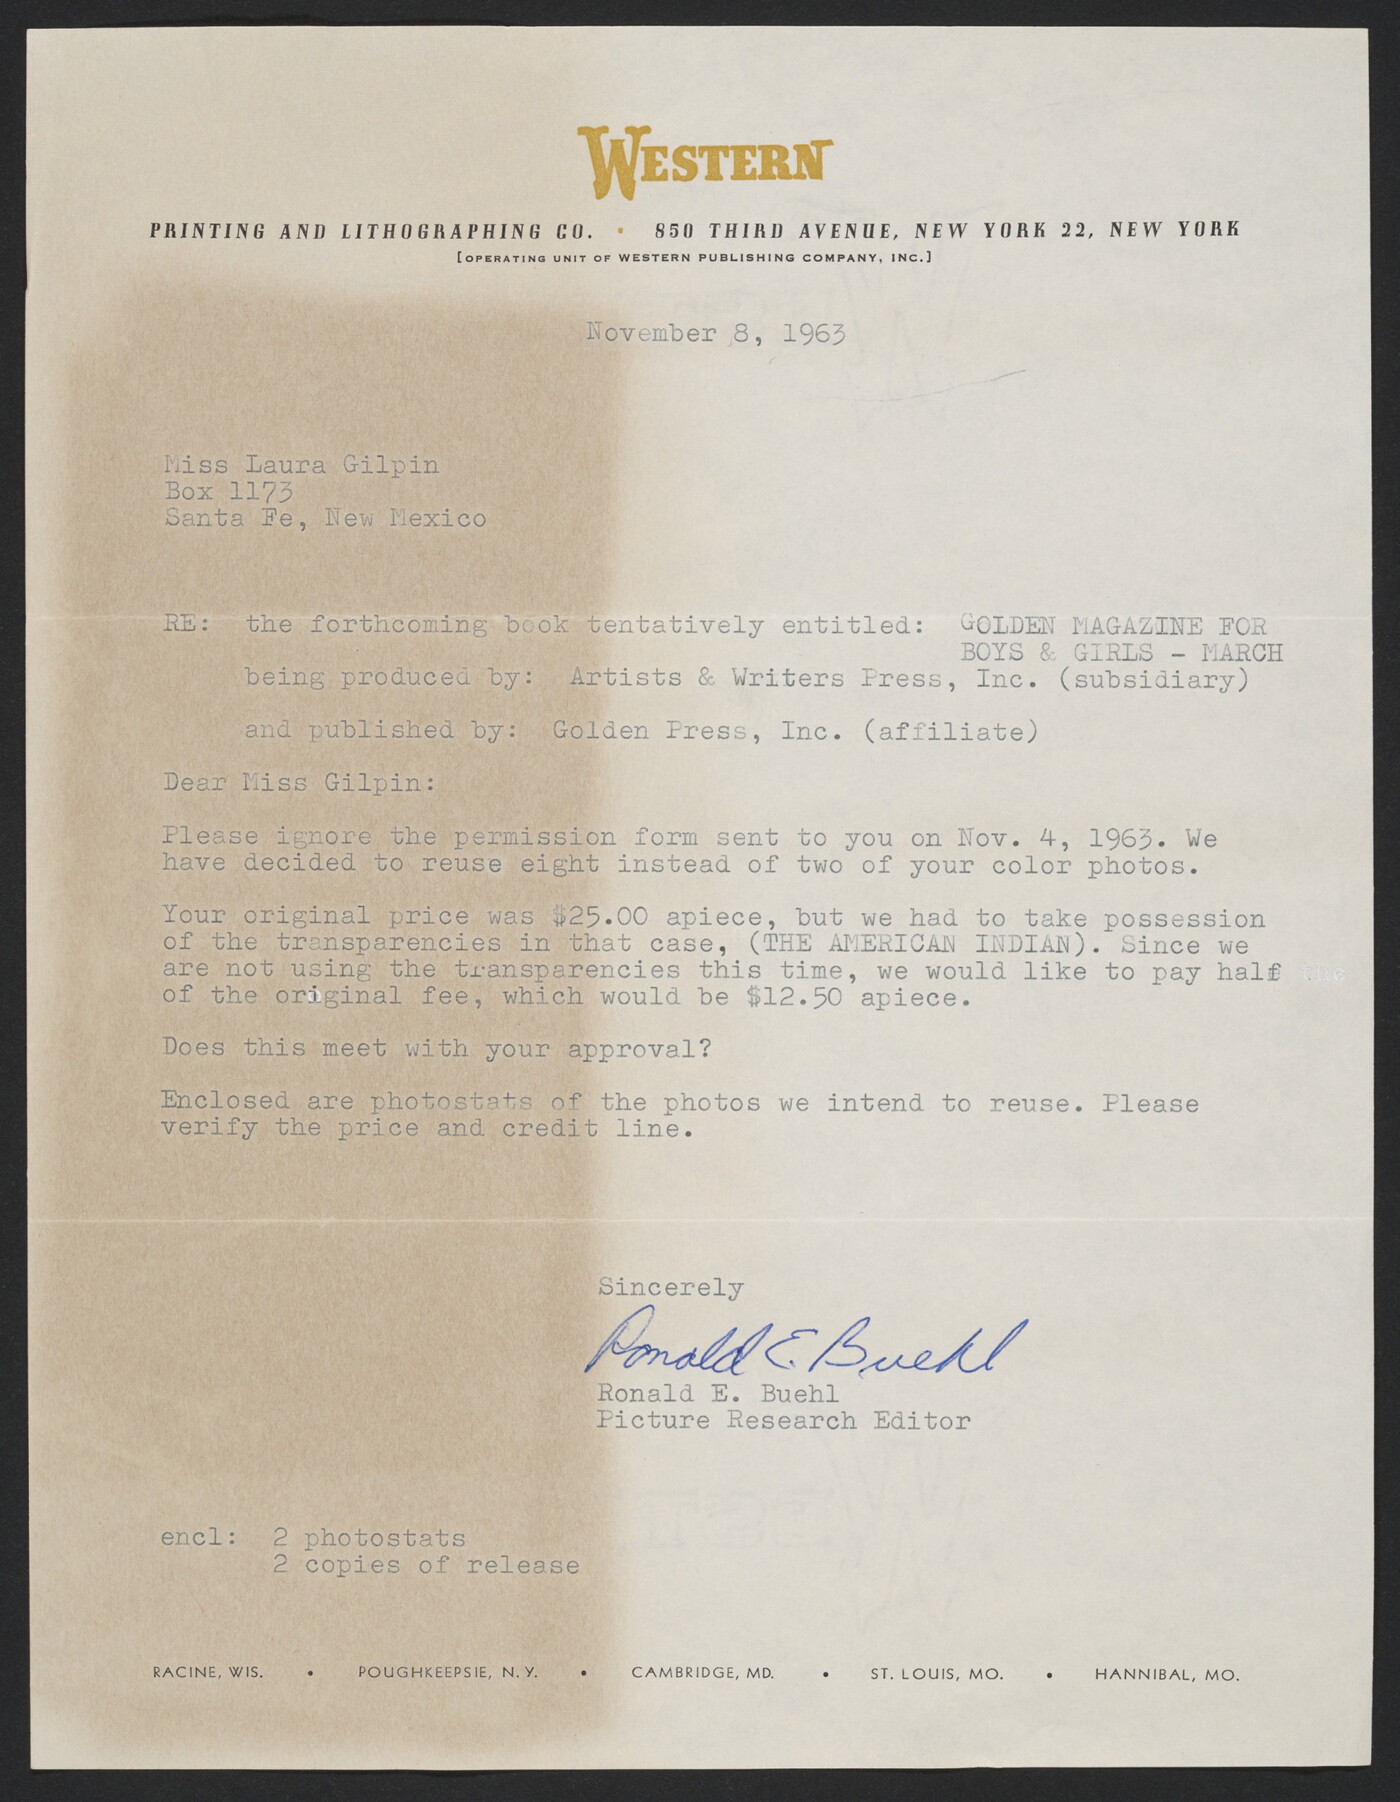 WESTERN
PRINTING AND LITHOGRAPHING CO. • 850 THIRD AVENUE, NEW YORK 22, NEW YORK
[OPERATING UNIT OF WESTERN PUBLISHING COMPANY, INC.]
November 8, 1963
Miss Laura Gilpin
Box 1173
Santa Fe, New Mexico
RE: the forthcoming book tentatively entitled: GOLDEN MAGAZINE FOR
BOYS & GIRLS - MARCH
being produced by: Artists & Writers Press, Inc. (subsidiary)
and published by: Golden Press, Inc. (affiliate)
Dear Miss Gilpin:
Please ignore the permission form sent to you on Nov. 4, 1963. We
have decided to reuse eight instead of two of your color photos.
Your original price was $25.00 apiece, but we had to take possession
of the transparencies in that case, (THE AMERICAN INDIAN). Since we
are not using the transparencies this time, we would like to pay half
of the original fee, which would be $12.50 apiece.
Does this meet with your approval?
Enclosed are photostats of the photos we intend to reuse. Please
verify the price and credit line.
Sincerely
Ronald E. Buehl
Ronald E. Buehl
Picture Research Editor
encl: 2 photostats
2 copies of release
RACINE, WIS. • POUGHKEEPSIE, N.Y. • CAMBRIDGE, MD. • ST. LOUIS, MO. • HANNIBAL, MO.